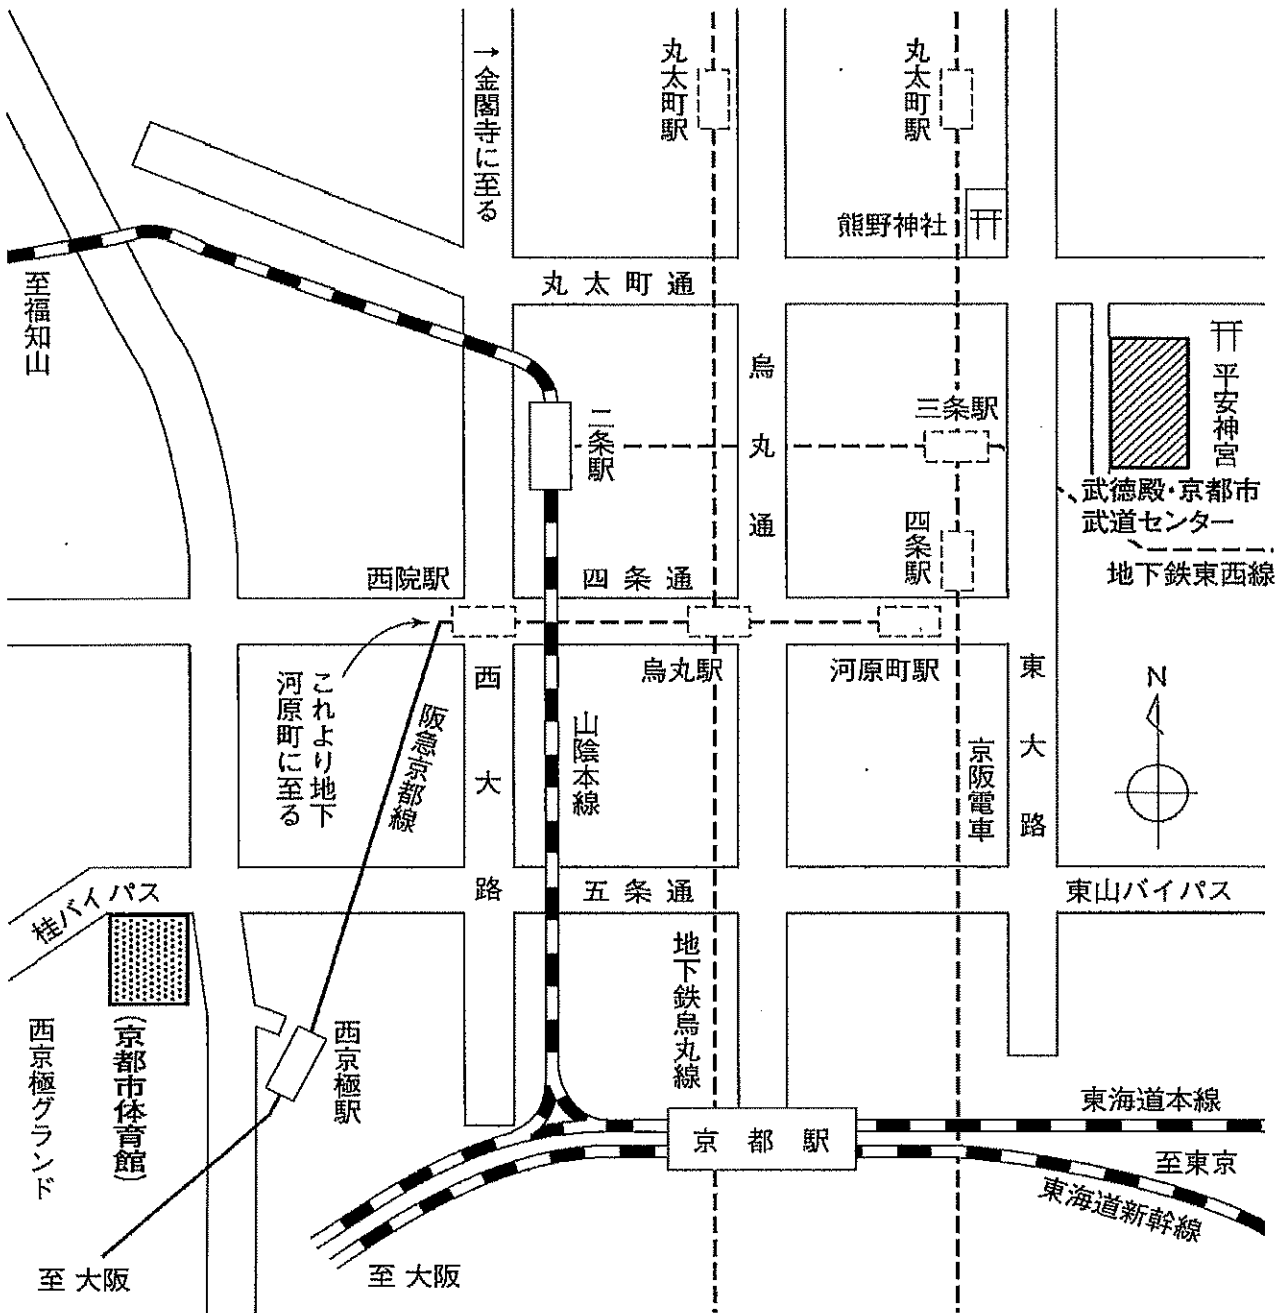 →金閣寺に至る
丸太町駅
丸太町駅
熊野神社
丸太町通
至福知山
烏丸通
平安神宮
二条駅
三条駅
武徳殿・京都市
武道センター
地下鉄東西線
四条駅
西院駅
四条通
烏丸駅
河原町駅
これより地下
河原町に至る
阪急京都線
西大路
山陰本線
京阪電車
東大路
N
桂バイパス
五条通
東山バイパス
地下鉄烏丸線
西京極グランド
(京都市体育館)
西京極駅
京都駅
東海道本線
至東京
東海道新幹線
至 大阪
至 大阪